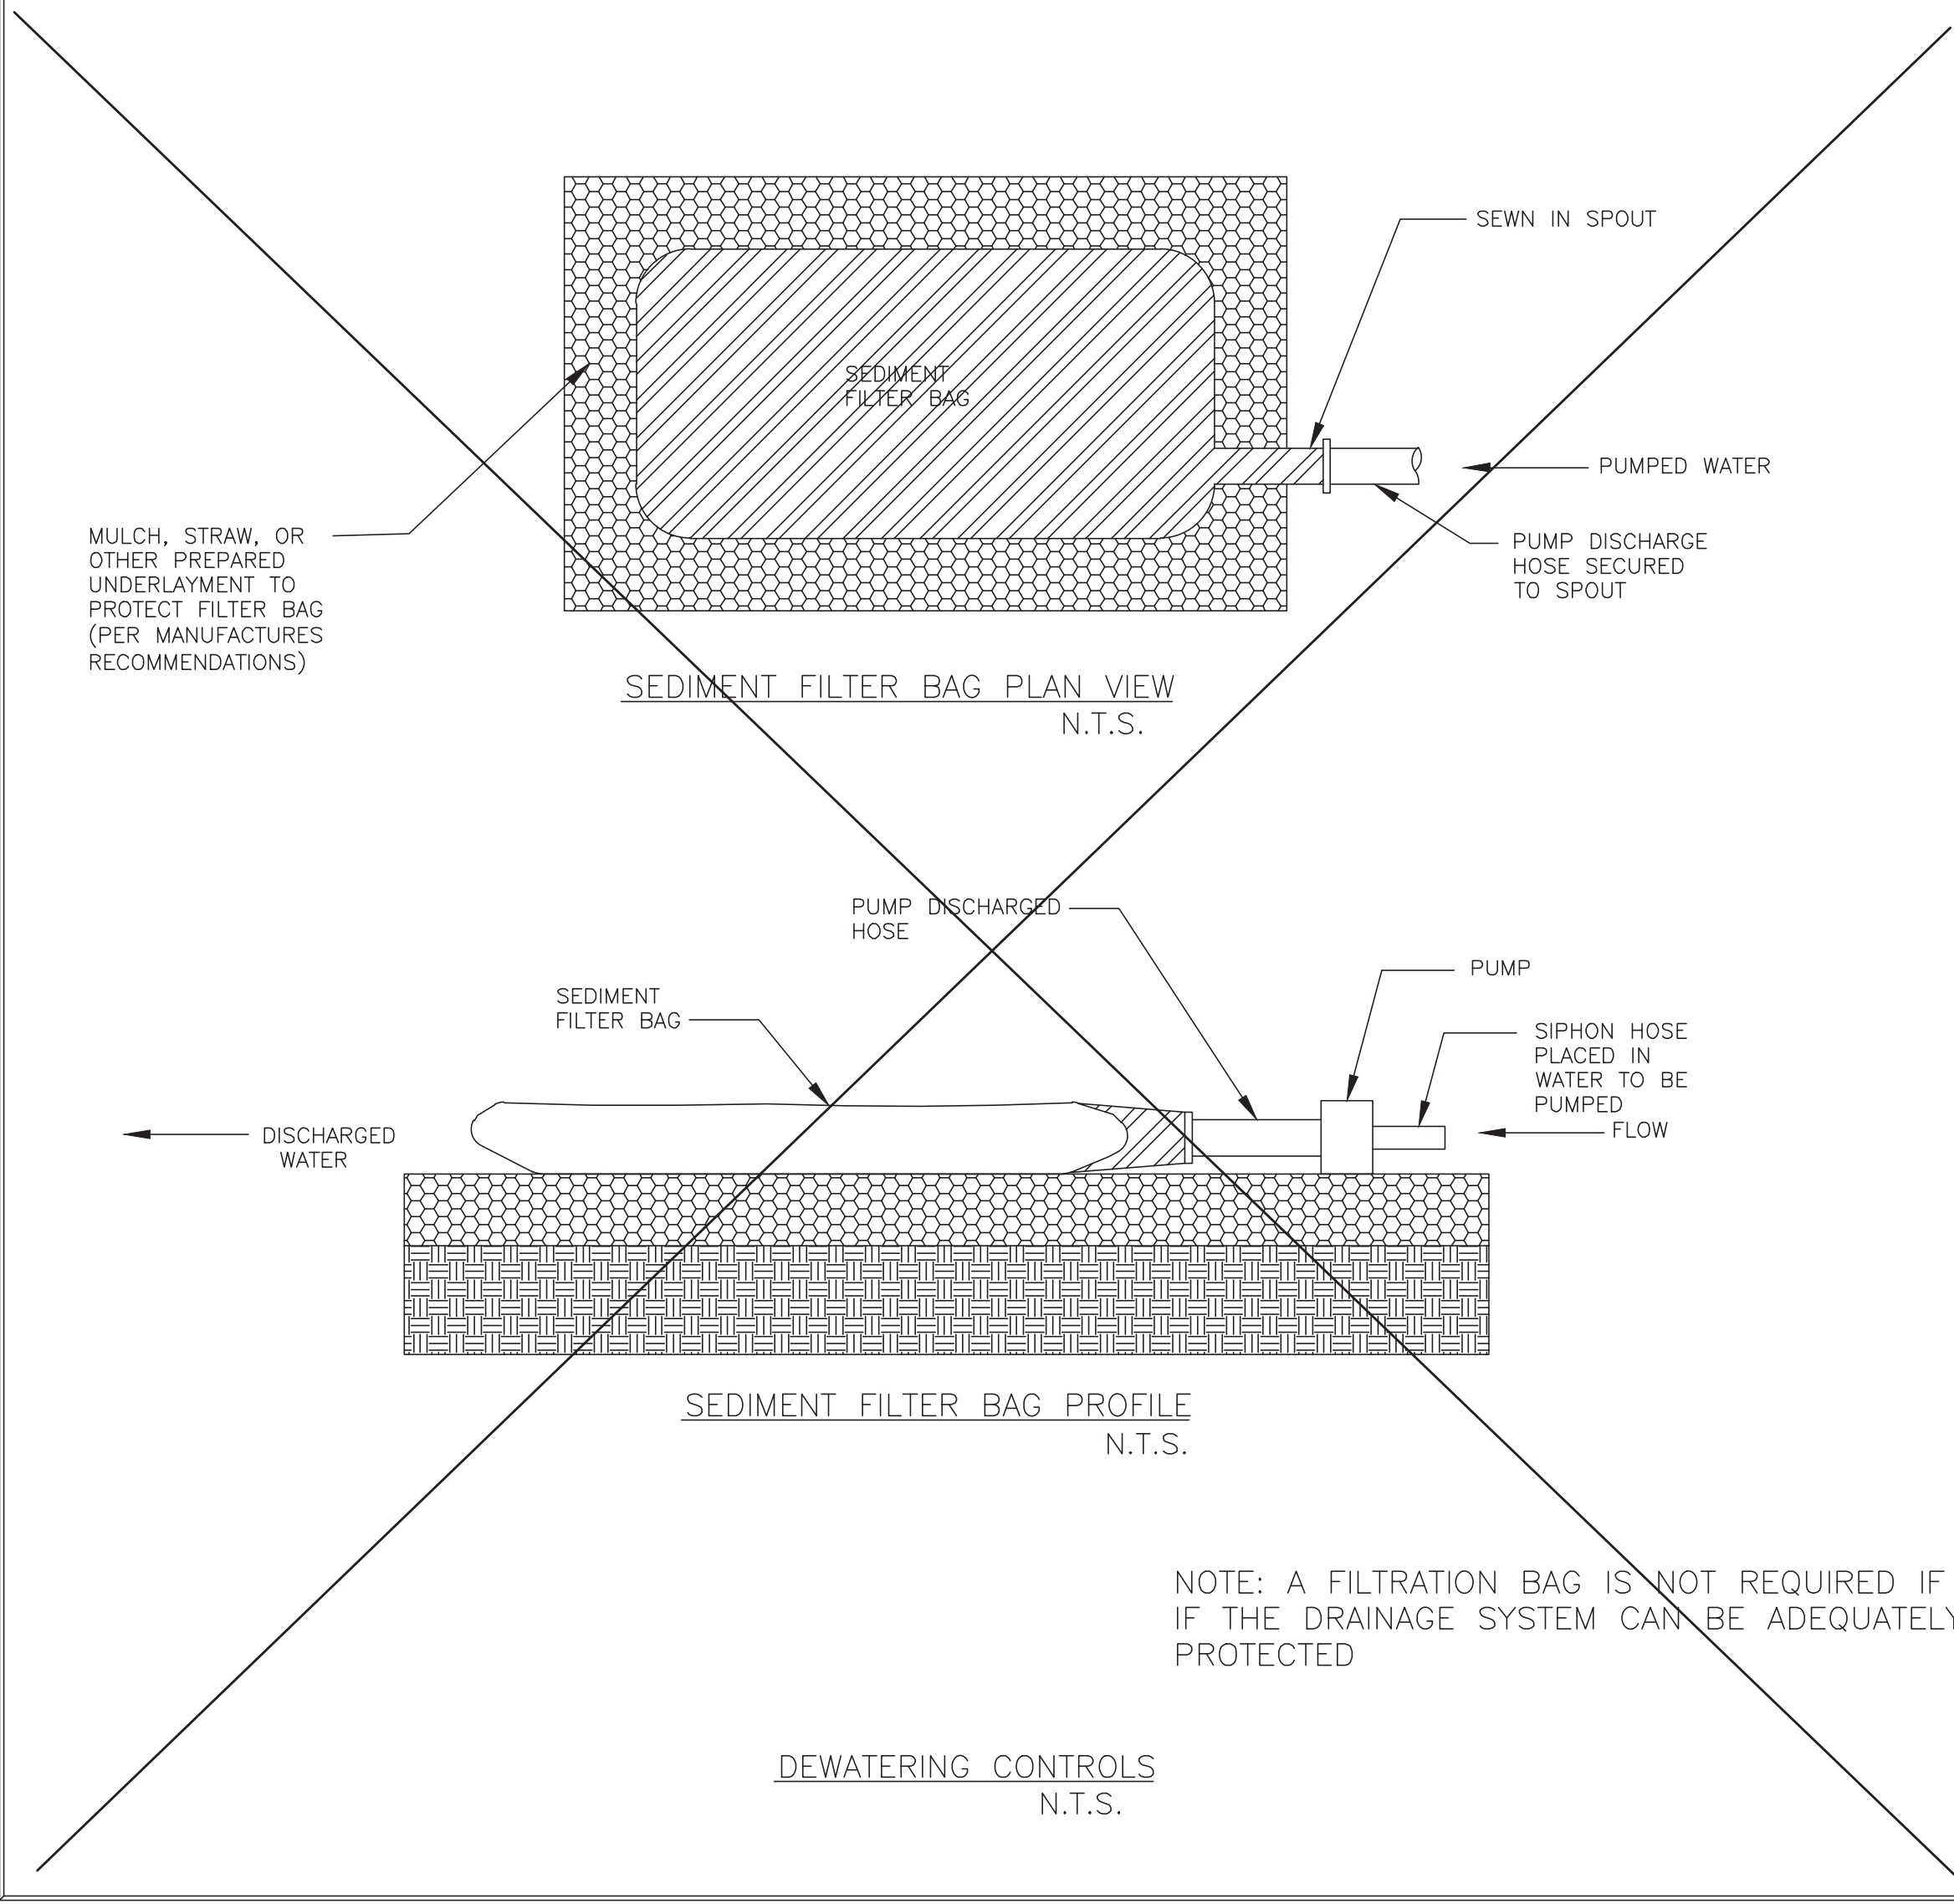 SEWN IN SPOUT
SEDIMENT
FILTER BAG
PUMPED WATER
MULCH, STRAW, OR
OTHER PREPARED
UNDERLAYMENT TO
PROTECT FILTER BAG
(PER MANUFACTURES
RECOMMENDATIONS)
PUMP DISCHARGE
HOSE SECURED
TO SPOUT
SEDIMENT FILTER BAG PLAN VIEW
N.T.S.
PUMP DISCHARGED
HOSE
PUMP
SEDIMENT
FILTER BAG
SIPHON HOSE
PLACED IN
WATER TO BE
PUMPED
FLOW
DISCHARGED
WATER
SEDIMENT FILTER BAG PROFILE
N.T.S.
NOTE: A FILTRATION BAG IS NOT REQUIRED IF
IF THE DRAINAGE SYSTEM CAN BE ADEQUATELY
PROTECTED
DEWATERING CONTROLS
N.T.S.